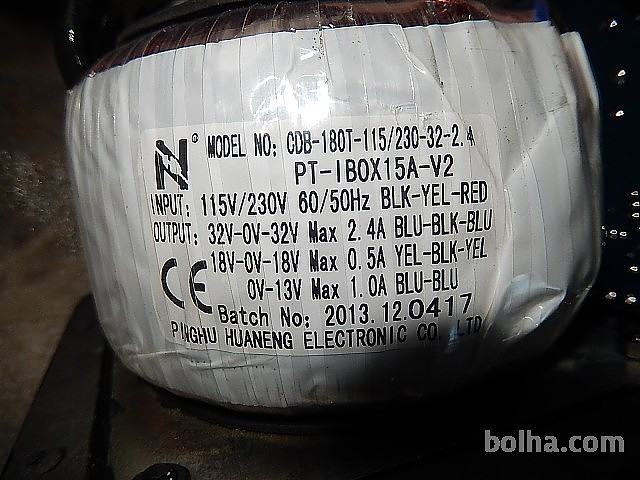 MODEL NO: CDB-180T-115/230-32-2.4
PT-IBOX15A-V2
INPUT: 115V/230V 60/50Hz BLK-YEL-RED
OUTPUT: 32V-0V-32V Max 2.4A BLU-BLK-BLU
18V-0V-18V Max 0.5A YEL-BLK-YEL
0V-13V Max 1.0A BLU-BLU
CE
Batch No: 2013.12.0417
PINGHU HUANENG ELECTRONIC CO. LTD
bolha.com